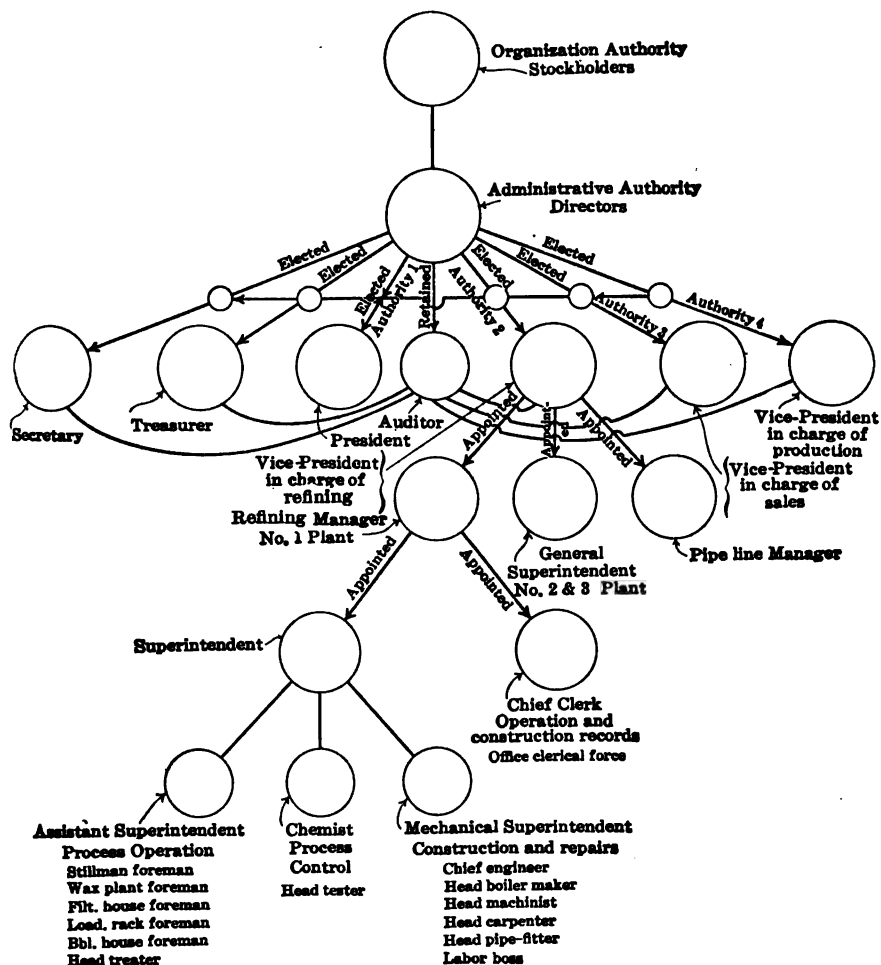 Organization Authority
Stockholders
Administrative Authority
Directors
Elected
Elected
Elected
Authority 1
Retained
Elected
Authority 2
Elected
Authority 3
Elected
Authority 4
Secretary
Treasurer
President
Auditor
Vice-President
in charge of
refining
Vice-President
in charge of
sales
Vice-President
in charge of
production
Appointed
Appoint-
ed
Appointed
Refining Manager
No. 1 Plant
General
Superintendent
No. 2 & 3 Plant
Pipe line Manager
Appointed
Appointed
Superintendent
Chief Clerk
Operation and
construction records
Office clerical force
Assistant Superintendent
Process Operation
Stillman foreman
Wax plant foreman
Filt. house foreman
Load. rack foreman
Bbl. house foreman
Head treater
Chemist
Process
Control
Head tester
Mechanical Superintendent
Construction and repairs
Chief engineer
Head boiler maker
Head machinist
Head carpenter
Head pipe-fitter
Labor boss